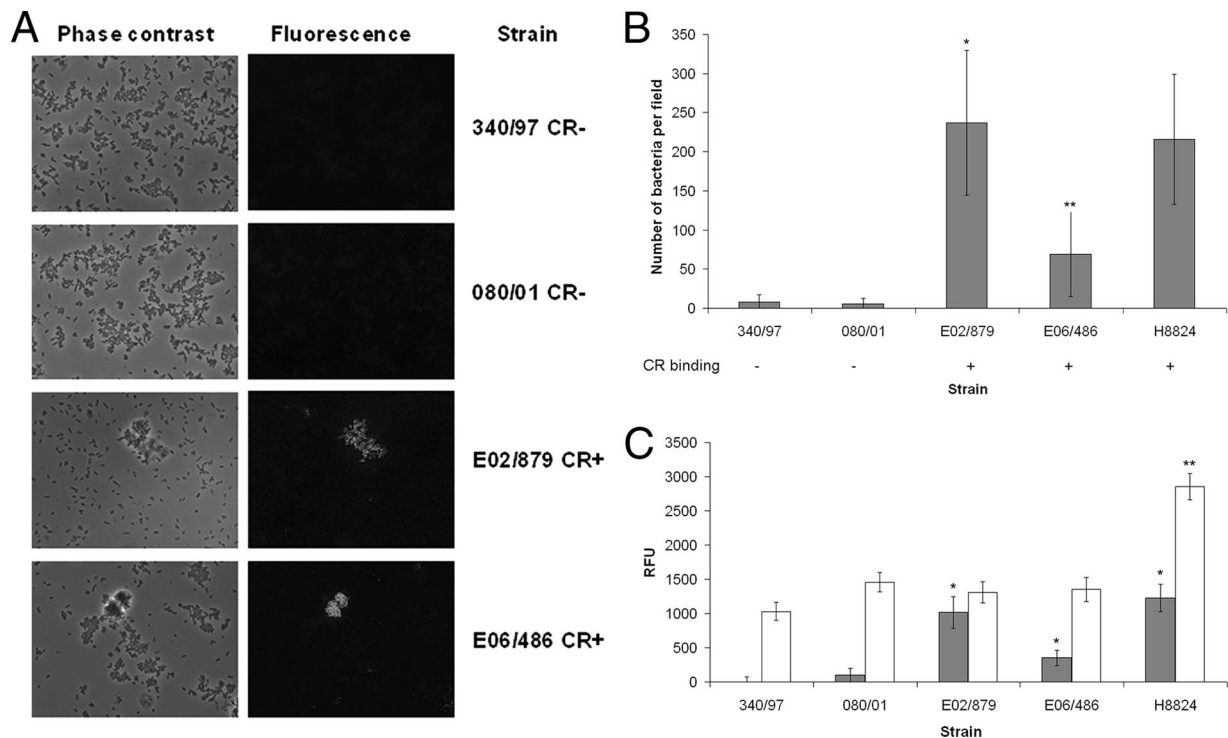 A
Phase contrast Fluorescence Strain
340/97 CR-
080/01 CR-
E02/879 CR+
E06/486 CR+
B
350
300
250
200
150
100
50
0
Number of bacteria per field
*
**
340/97 080/01 E02/879 E06/486 H8824
CR binding - - + + +
Strain
C
3500
3000
2500
2000
1500
1000
500
0
RFU
*
*
*
**
340/97 080/01 E02/879 E06/486 H8824
Strain